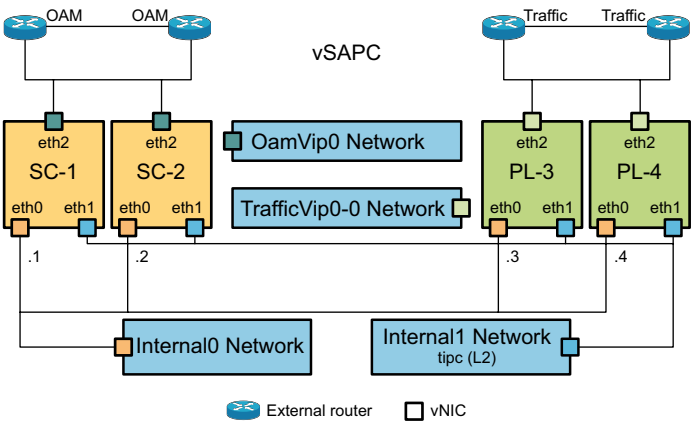 OAM OAM
Traffic Traffic
vSAPC
eth2
SC-1
eth0 eth1
eth2
SC-2
eth0 eth1
OamVip0 Network
TrafficVip0-0 Network
eth2
PL-3
eth0 eth1
eth2
PL-4
eth0 eth1
.1
.2
.3
.4
Internal0 Network
Internal1 Network
tipc (L2)
External router
vNIC